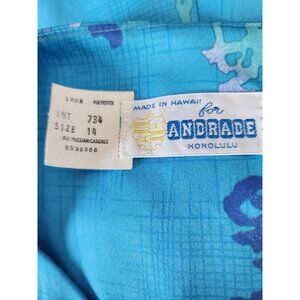 100% POLYESTER
LOT 734
SIZE 14
POLYNESIAN CASUALS
MADE IN HAWAII
for
ANDRADE
HONOLULU